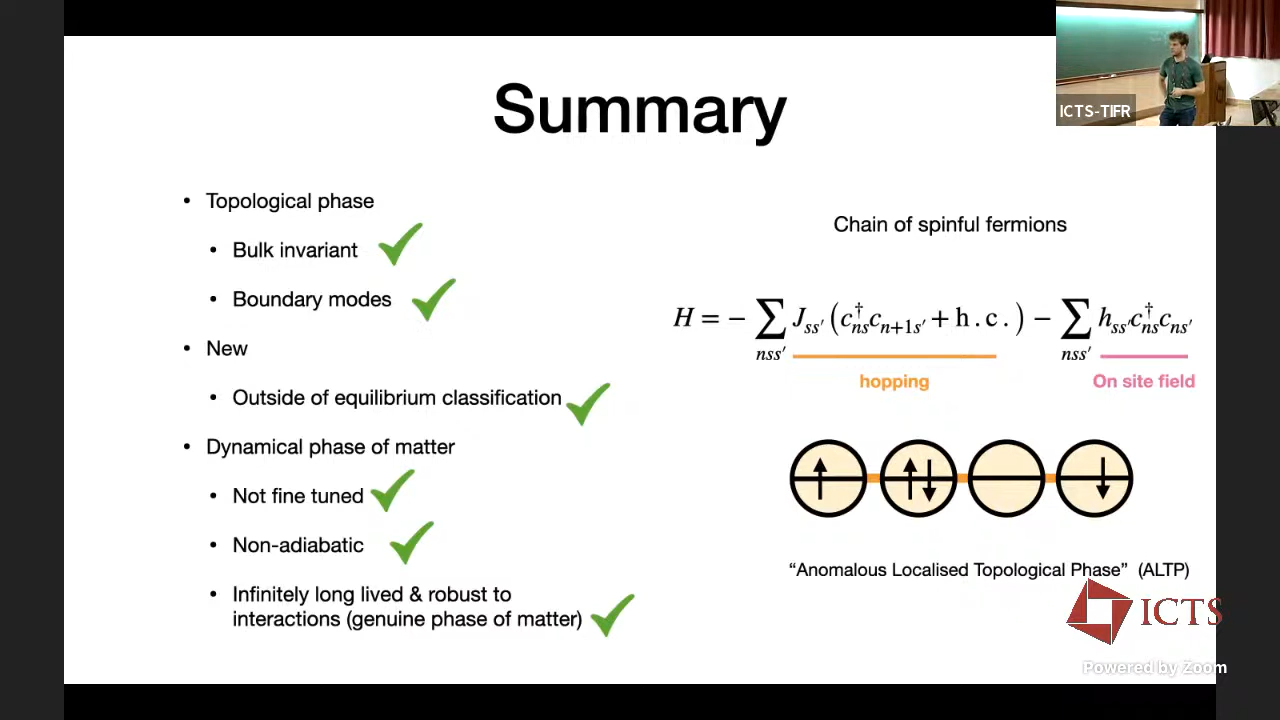 Summary
• Topological phase
• Bulk invariant
• Boundary modes
• New
• Outside of equilibrium classification
• Dynamical phase of matter
• Not fine tuned
• Non-adiabatic
• Infinitely long lived & robust to
interactions (genuine phase of matter)
Chain of spinful fermions
H = − ∑ J_{ss′} (c†_{ns} c_{n+1s′} + h . c . ) − ∑ h_{ss′} c†_{ns} c_{ns′}
nss′ nss′
hopping On site field
“Anomalous Localised Topological Phase” (ALTP)
ICTS-TIFR
ICTS
Powered by Zoom